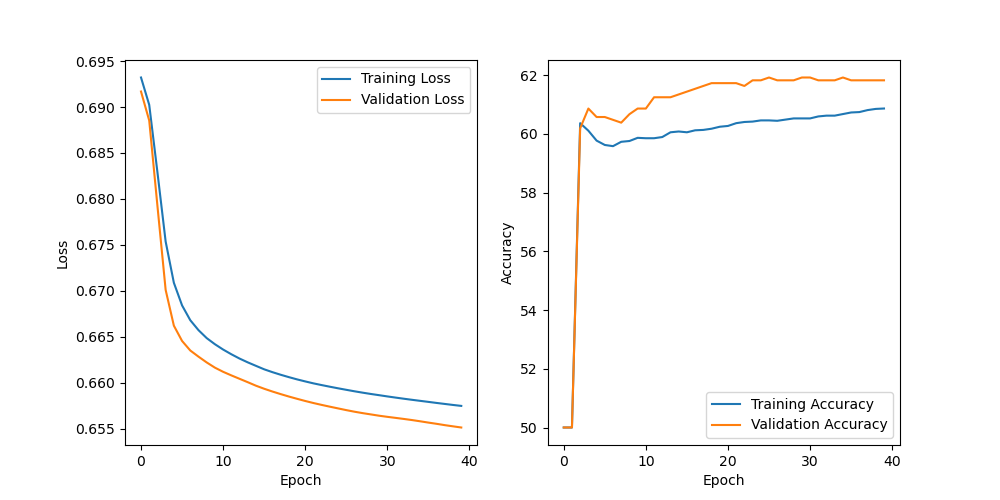 0.695
0.690
0.685
0.680
0.675
0.670
0.665
0.660
0.655
Loss
0 10 20 30 40
Epoch
Training Loss
Validation Loss
62
60
58
56
54
52
50
Accuracy
0 10 20 30 40
Epoch
Training Accuracy
Validation Accuracy